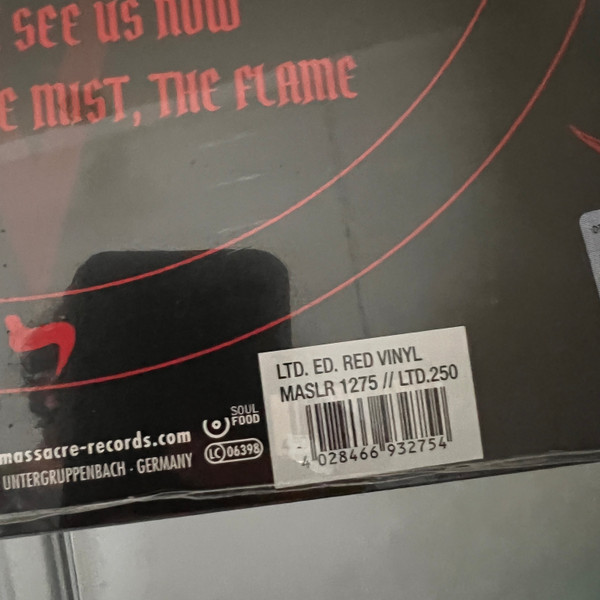 SEE US NOW
E MIST, THE FLAME
LTD. ED. RED VINYL
MASLR 1275 // LTD.250
4 028466 932754
massacre-records.com
UNTERGRUPPENBACH · GERMANY
SOUL
FOOD
LC 06398